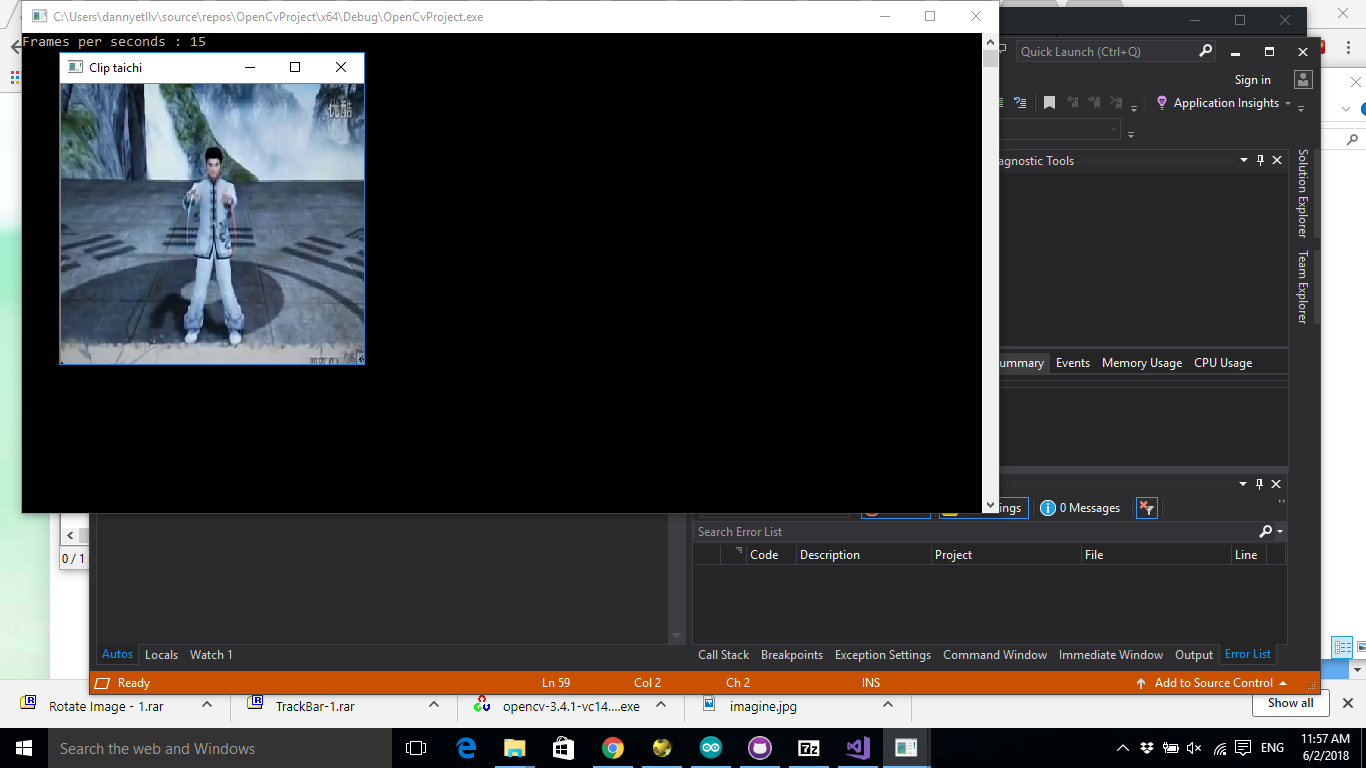 C:\Users\dannyetllv\source\repos\OpenCvProject\x64\Debug\OpenCvProject.exe
Frames per seconds : 15
Clip taichi
优酷
Quick Launch (Ctrl+Q)
Sign in
Application Insights
agnostic Tools
Solution Explorer
Team Explorer
ummary Events Memory Usage CPU Usage
ings 0 Messages
Search Error List
Code Description Project File Line
0 / 1
Autos Locals Watch 1
Call Stack Breakpoints Exception Settings Command Window Immediate Window Output Error List
Ready Ln 59 Col 2 Ch 2 INS Add to Source Control
Rotate Image - 1.rar TrackBar-1.rar opencv-3.4.1-vc14....exe imagine.jpg Show all
Search the web and Windows
ENG
11:57 AM
6/2/2018